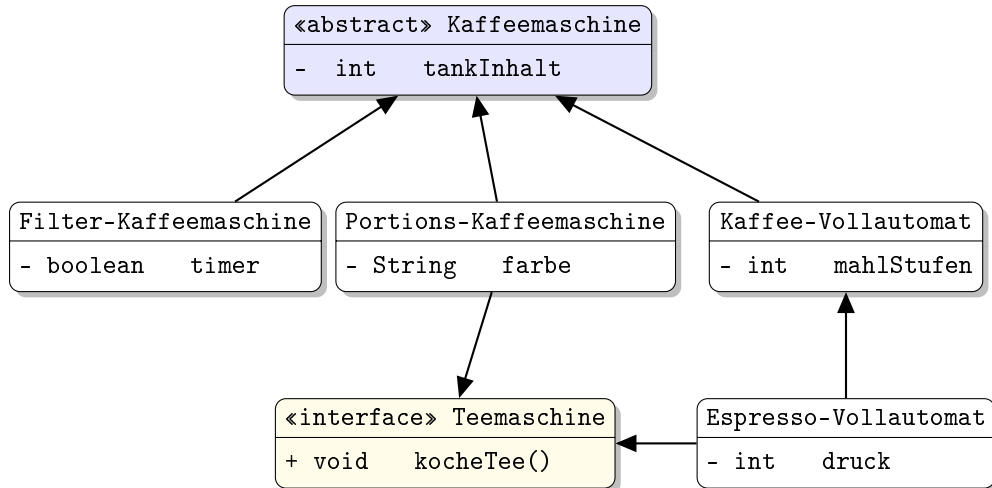 «abstract» Kaffeemaschine
- int tankInhalt
Filter-Kaffeemaschine
- boolean timer
Portions-Kaffeemaschine
- String farbe
Kaffee-Vollautomat
- int mahlStufen
«interface» Teemaschine
+ void kocheTee()
Espresso-Vollautomat
- int druck